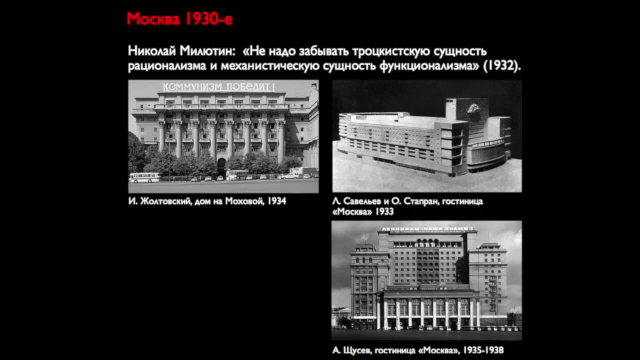 Москва 1930-е
Николай Милютин: «Не надо забывать троцкистскую сущность
рационализма и механистическую сущность функционализма» (1932).
КОММУНИЗМ ПОБЕДИТ!
И. Жолтовский, дом на Моховой, 1934
Л. Савельев и О. Стапран, гостиница
«Москва» 1933
А. Щусев, гостиница «Москва», 1935-1938